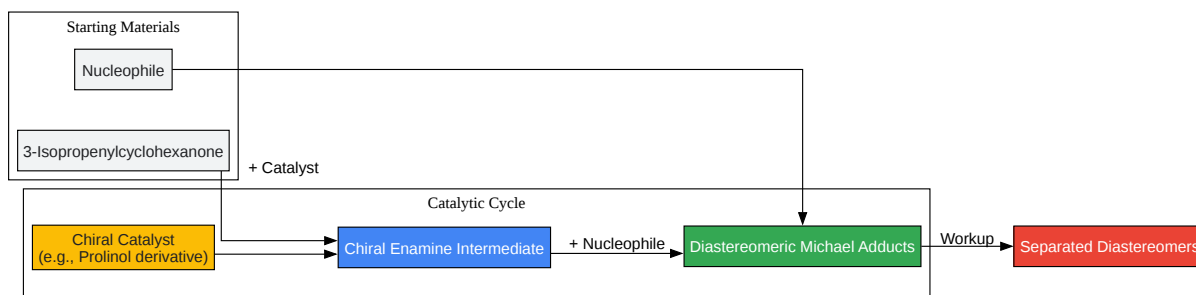 Starting Materials
Nucleophile
3-Isopropenylcyclohexanone
+ Catalyst
Catalytic Cycle
Chiral Catalyst
(e.g., Prolinol derivative)
Chiral Enamine Intermediate
+ Nucleophile
Diastereomeric Michael Adducts
Workup
Separated Diastereomers